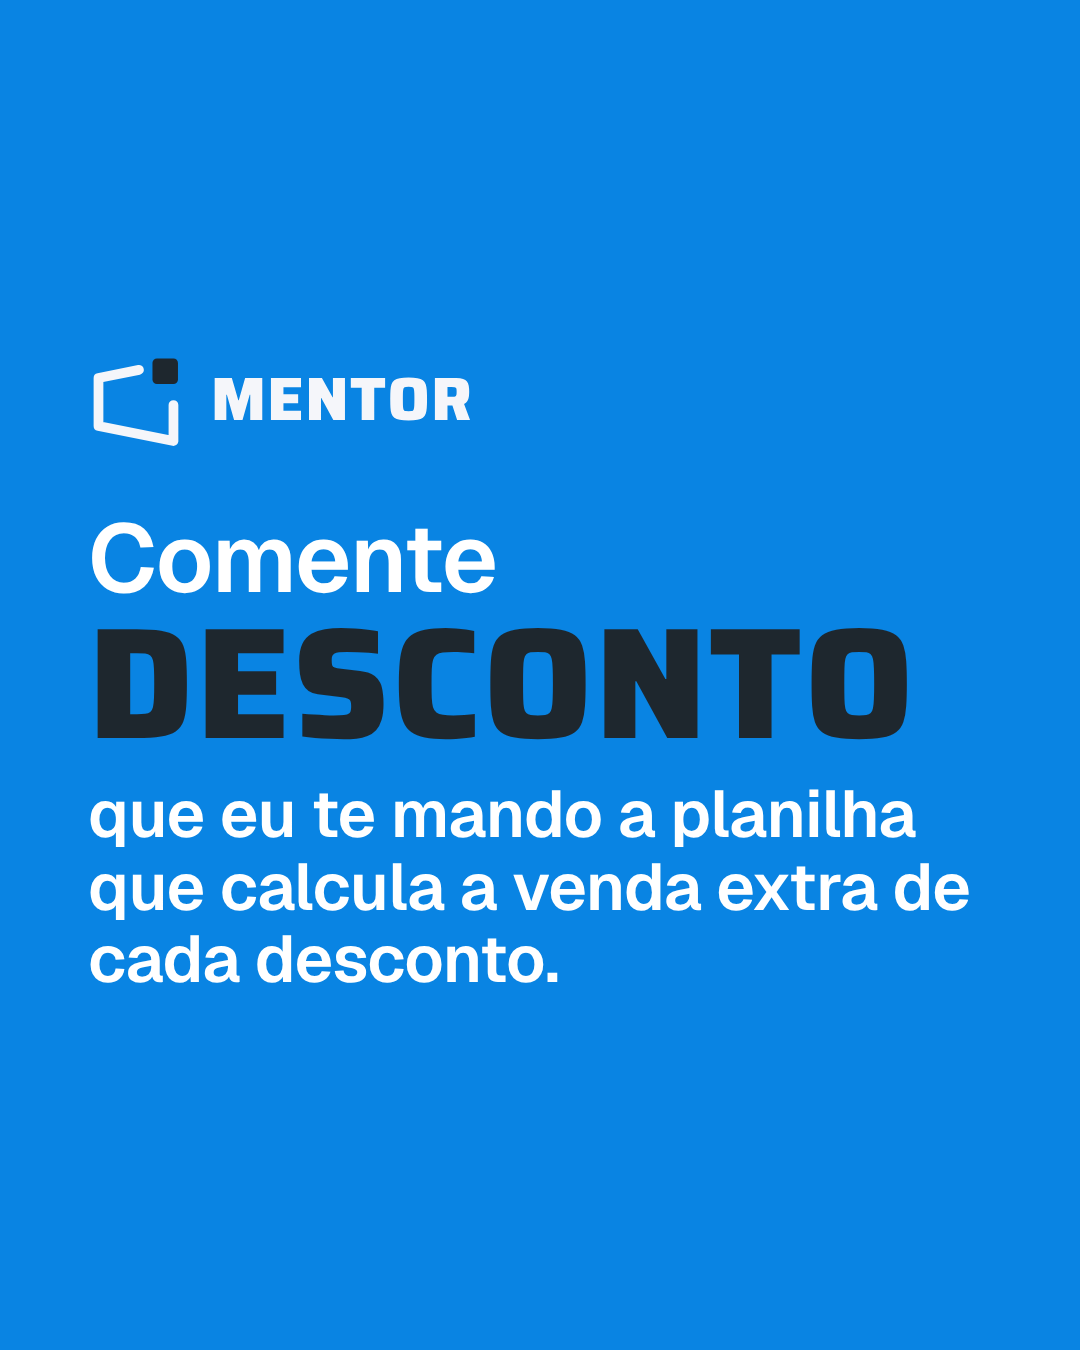 MENTOR
Comente
DESCONTO
que eu te mando a planilha
que calcula a venda extra de
cada desconto.